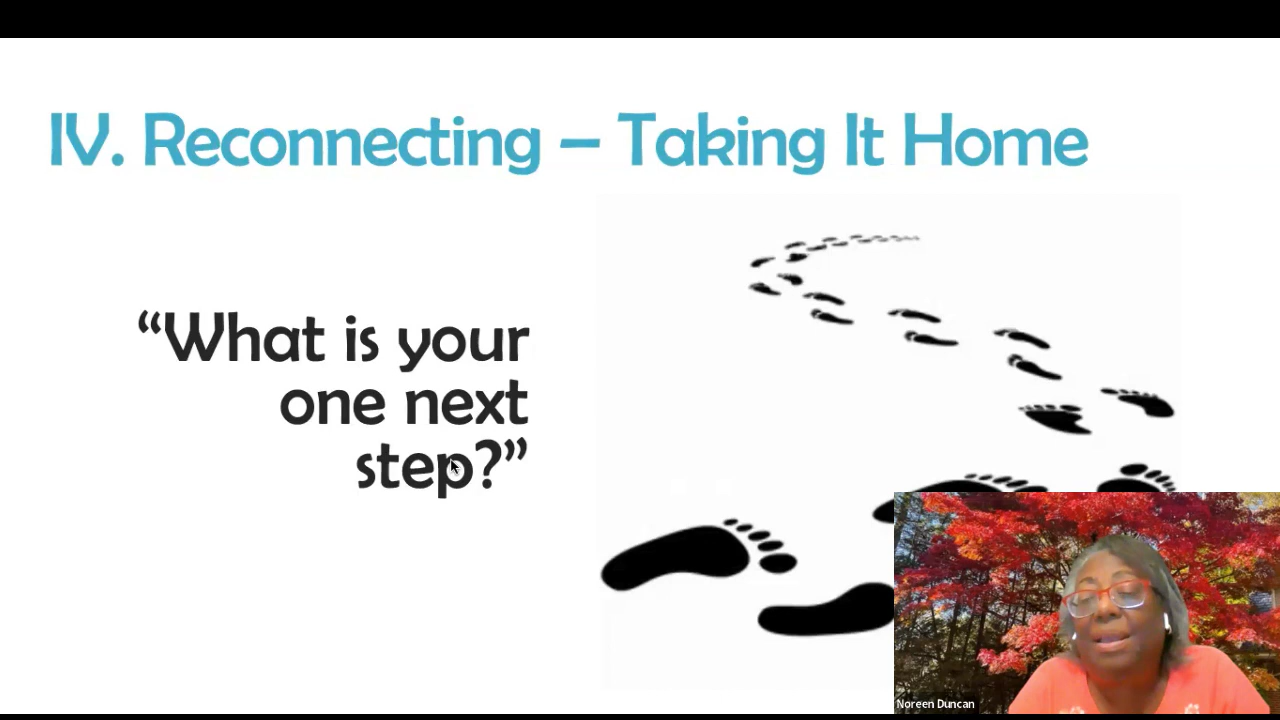 IV. Reconnecting – Taking It Home
“What is your
one next
step?”
Noreen Duncan